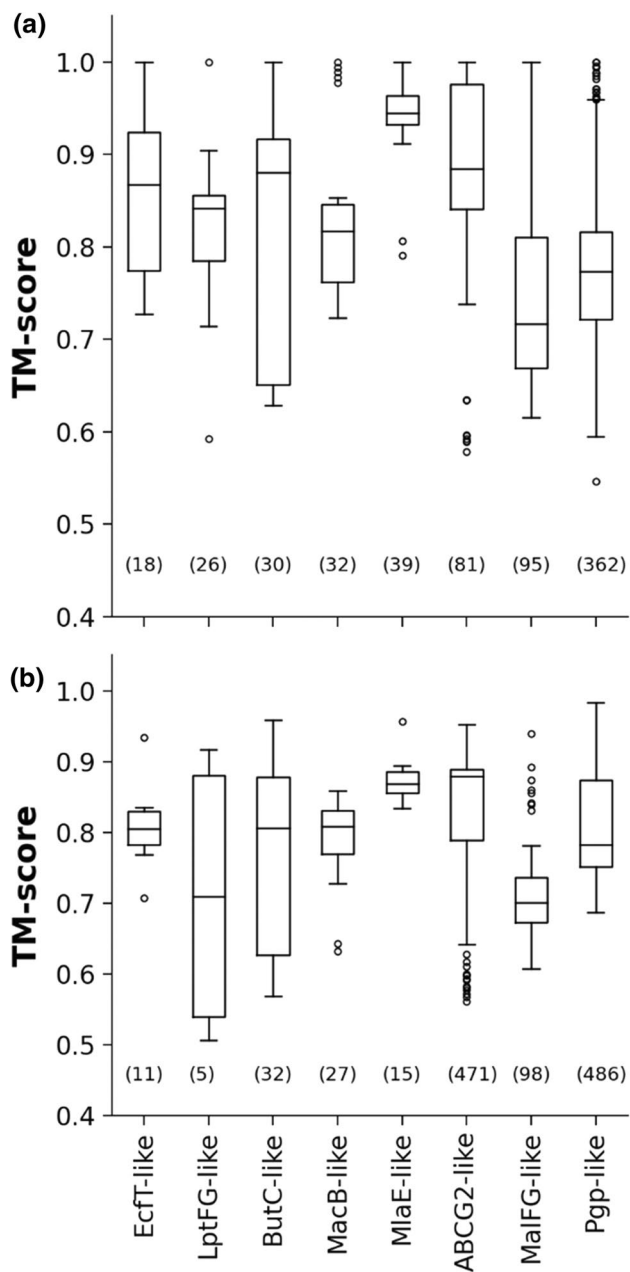 (a)
1.0
0.9
0.8
0.7
0.6
0.5
0.4
TM-score
(18) (26) (30) (32) (39) (81) (95) (362)
(b)
1.0
0.9
0.8
0.7
0.6
0.5
0.4
TM-score
(11) (5) (32) (27) (15) (471) (98) (486)
EcfT-like
LptFG-like
ButC-like
MacB-like
MlaE-like
ABCG2-like
MalFG-like
Pgp-like